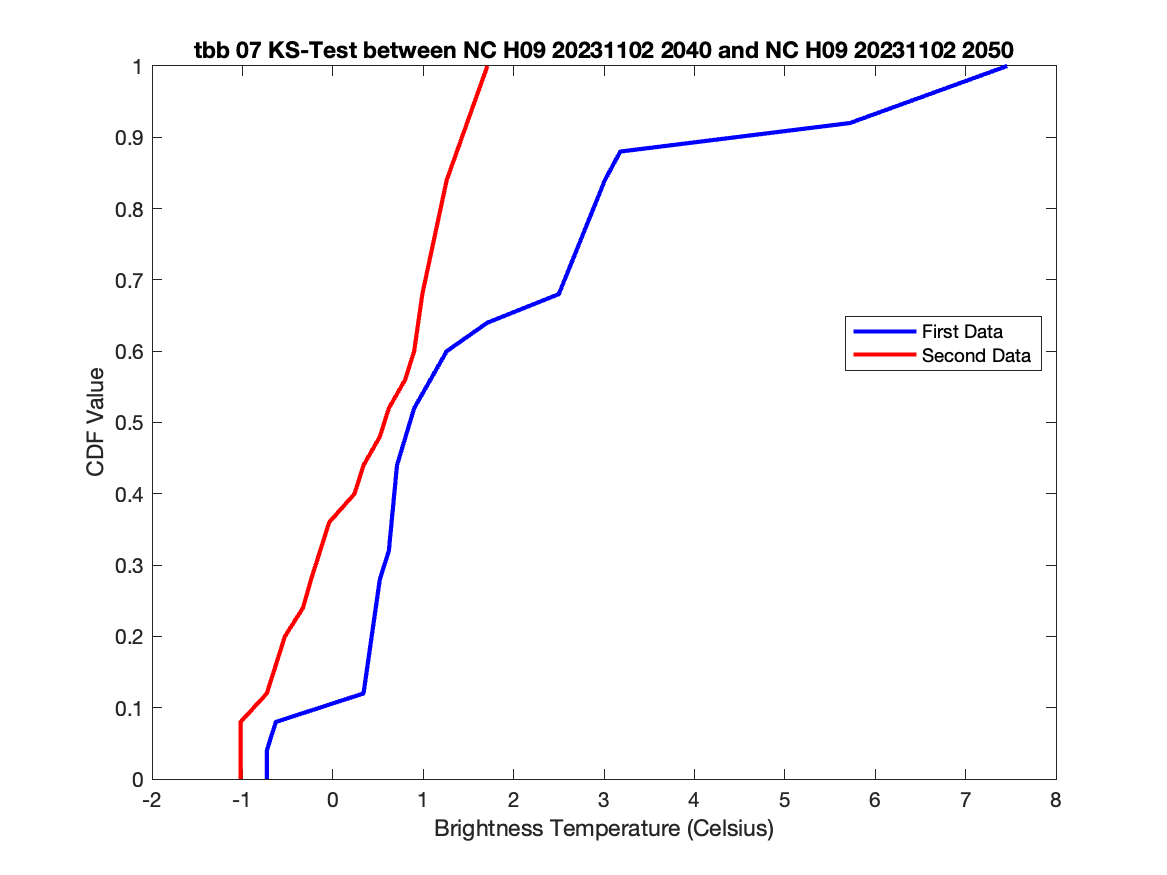 tbb 07 KS-Test between NC H09 20231102 2040 and NC H09 20231102 2050
1
0.9
0.8
0.7
0.6
0.5
0.4
0.3
0.2
0.1
0
CDF Value
First Data
Second Data
-2 -1 0 1 2 3 4 5 6 7 8
Brightness Temperature (Celsius)